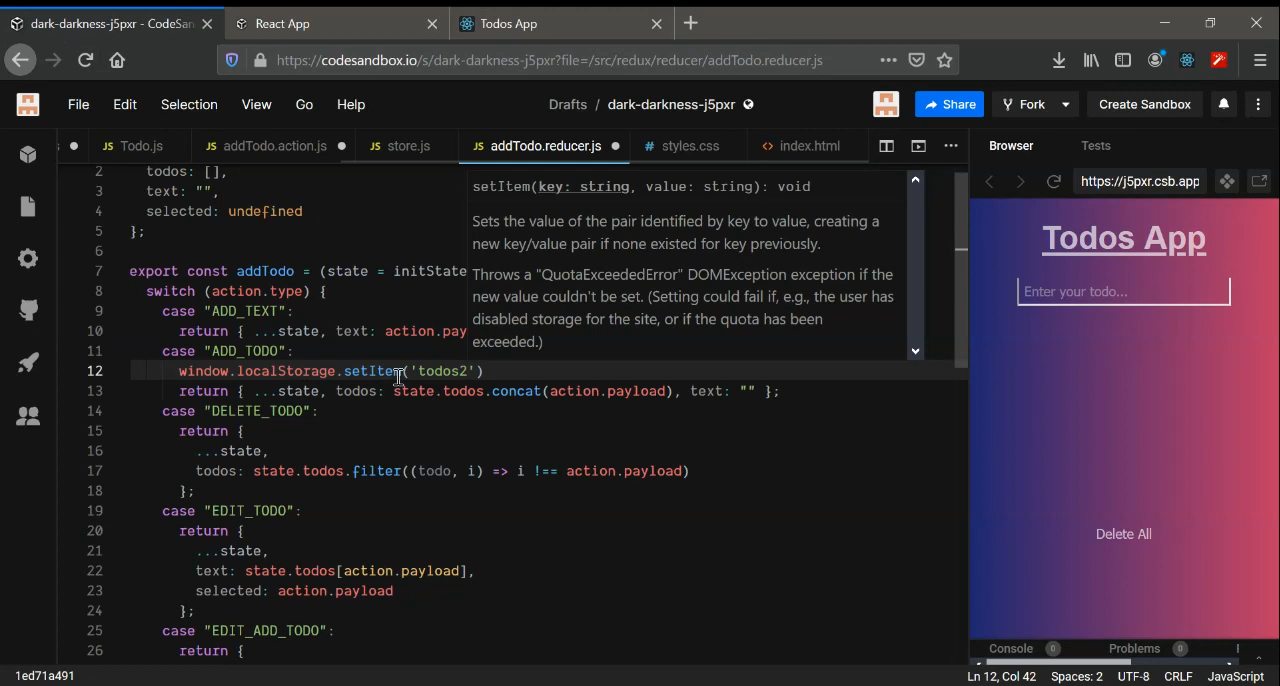 dark-darkness-j5pxr - CodeSan
React App
Todos App
https://codesandbox.io/s/dark-darkness-j5pxr?file=/src/redux/reducer/addTodo.reducer.js
File Edit Selection View Go Help
Drafts / dark-darkness-j5pxr
Share
Fork
Create Sandbox
s
JS Todo.js
JS addTodo.action.js
JS store.js
JS addTodo.reducer.js
# styles.css
<> index.html
Browser
Tests
https://j5pxr.csb.app
2 todos: [],
3 text: "",
4 selected: undefined
5 };
6
7 export const addTodo = (state = initState
8 switch (action.type) {
9 case "ADD_TEXT":
10 return { ...state, text: action.pay
11 case "ADD_TODO":
12 window.localStorage.setItem('todos2')
13 return { ...state, todos: state.todos.concat(action.payload), text: "" };
14 case "DELETE_TODO":
15 return {
16 ...state,
17 todos: state.todos.filter((todo, i) => i !== action.payload)
18 };
19 case "EDIT_TODO":
20 return {
21 ...state,
22 text: state.todos[action.payload],
23 selected: action.payload
24 };
25 case "EDIT_ADD_TODO":
26 return {
setItem(key: string, value: string): void
Sets the value of the pair identified by key to value, creating a
new key/value pair if none existed for key previously.
Throws a "QuotaExceededError" DOMException exception if the
new value couldn't be set. (Setting could fail if, e.g., the user has
disabled storage for the site, or if the quota has been
exceeded.)
Todos App
Enter your todo...
Delete All
Console 0
Problems 0
1ed71a491
Ln 12, Col 42 Spaces: 2 UTF-8 CRLF JavaScript